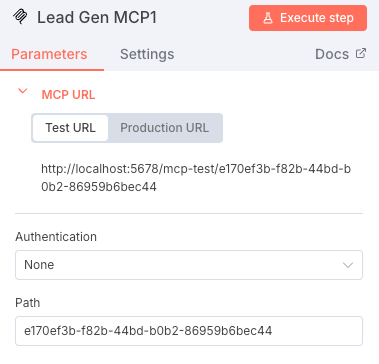 Lead Gen MCP1
Execute step
Parameters
Settings
Docs
MCP URL
Test URL
Production URL
http://localhost:5678/mcp-test/e170ef3b-f82b-44bd-b
0b2-86959b6bec44
Authentication
None
Path
e170ef3b-f82b-44bd-b0b2-86959b6bec44